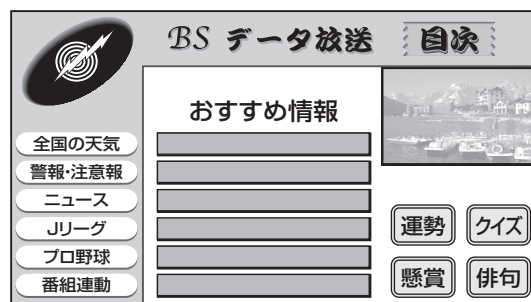 BS データ放送 目次
おすすめ情報
全国の天気
警報・注意報
ニュース
Jリーグ
プロ野球
番組連動
運勢 クイズ
懸賞 俳句